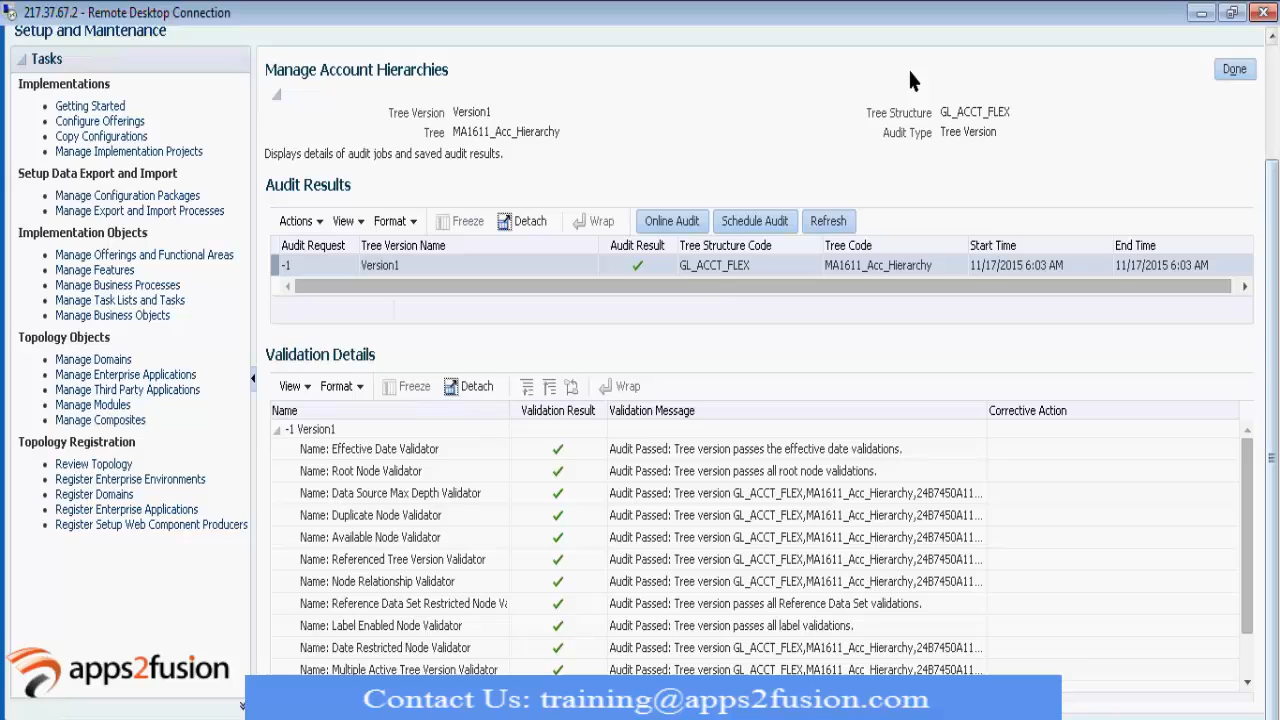 217.37.67.2 - Remote Desktop Connection
Setup and Maintenance
Tasks
Implementations
Getting Started
Configure Offerings
Copy Configurations
Manage Implementation Projects
Setup Data Export and Import
Manage Configuration Packages
Manage Export and Import Processes
Implementation Objects
Manage Offerings and Functional Areas
Manage Features
Manage Business Processes
Manage Task Lists and Tasks
Manage Business Objects
Topology Objects
Manage Domains
Manage Enterprise Applications
Manage Third Party Applications
Manage Modules
Manage Composites
Topology Registration
Review Topology
Register Enterprise Environments
Register Domains
Register Enterprise Applications
Register Setup Web Component Producers
apps2fusion
Manage Account Hierarchies
Done
Tree Version Version1
Tree MA1611_Acc_Hierarchy
Tree Structure GL_ACCT_FLEX
Audit Type Tree Version
Displays details of audit jobs and saved audit results.
Audit Results
Actions View Format Freeze Detach Wrap Online Audit Schedule Audit Refresh
Audit Request Tree Version Name Audit Result Tree Structure Code Tree Code Start Time End Time
-1 Version1 GL_ACCT_FLEX MA1611_Acc_Hierarchy 11/17/2015 6:03 AM 11/17/2015 6:03 AM
Validation Details
View Format Freeze Detach Wrap
Name Validation Result Validation Message Corrective Action
-1 Version1
Name: Effective Date Validator Audit Passed: Tree version passes the effective date validations.
Name: Root Node Validator Audit Passed: Tree version passes all root node validations.
Name: Data Source Max Depth Validator Audit Passed: Tree version GL_ACCT_FLEX,MA1611_Acc_Hierarchy,24B7450A11...
Name: Duplicate Node Validator Audit Passed: Tree version GL_ACCT_FLEX,MA1611_Acc_Hierarchy,24B7450A11...
Name: Available Node Validator Audit Passed: Tree version GL_ACCT_FLEX,MA1611_Acc_Hierarchy,24B7450A11...
Name: Referenced Tree Version Validator Audit Passed: Tree version GL_ACCT_FLEX,MA1611_Acc_Hierarchy,24B7450A11...
Name: Node Relationship Validator Audit Passed: Tree version GL_ACCT_FLEX,MA1611_Acc_Hierarchy,24B7450A11...
Name: Reference Data Set Restricted Node Va Audit Passed: Tree version passes all Reference Data Set validations.
Name: Label Enabled Node Validator Audit Passed: Tree version passes all label validations.
Name: Date Restricted Node Validator Audit Passed: Tree version GL_ACCT_FLEX,MA1611_Acc_Hierarchy,24B7450A11...
Name: Multiple Active Tree Version Validator Audit Passed: Tree version GL_ACCT_FLEX,MA1611_Acc_Hierarchy,24B7450A11...
Contact Us: training@apps2fusion.com